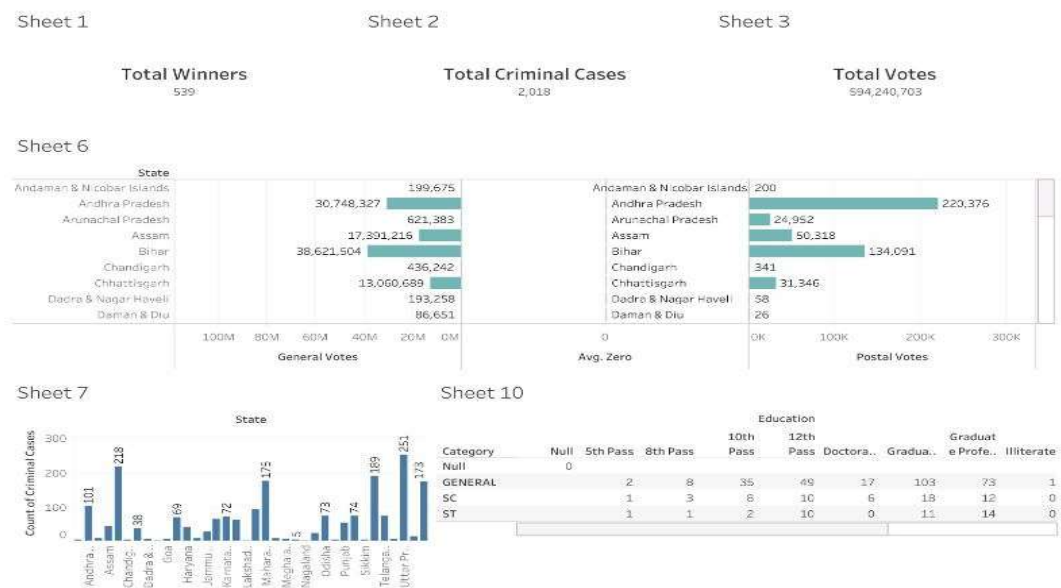 Sheet 1 Sheet 2 Sheet 3
Total Winners Total Criminal Cases Total Votes
539 2,018 594,240,703
Sheet 6
State
Andaman & Nicobar Islands 199,675 Andaman & Nicobar Islands 200
Andhra Pradesh 30,748,327 Andhra Pradesh 220,376
Arunachal Pradesh 621,383 Arunachal Pradesh 24,952
Assam 17,391,216 Assam 50,318
Bihar 38,621,504 Bihar 134,091
Chandigarh 436,242 Chandigarh 341
Chhattisgarh 13,060,689 Chhattisgarh 31,346
Dadra & Nagar Haveli 193,258 Dadra & Nagar Haveli 58
Daman & Diu 86,651 Daman & Diu 26
100M 80M 60M 40M 20M 0M 0 0K 100K 200K 300K
General Votes Avg. Zero Postal Votes
Sheet 7
State
Count of Criminal Cases
300
200
100
0
101 218 38 69 72 175 5 73 74 189 251 173
Andhra..
Assam
Chandig..
Dadra &..
Goa
Haryana
Jammu..
Karnata..
Lakshad..
Mahara..
Meghala..
Nagaland
Odisha
Punjab
Sikkim
Telanga..
Uttar Pr..
Sheet 10
Education
10th 12th Graduat
Category Null 5th Pass 8th Pass Pass Pass Doctora.. Gradua.. e Profe.. Illiterate
Null 0
GENERAL 2 8 35 49 17 103 73 1
SC 1 3 8 10 6 18 12 0
ST 1 1 2 10 0 11 14 0